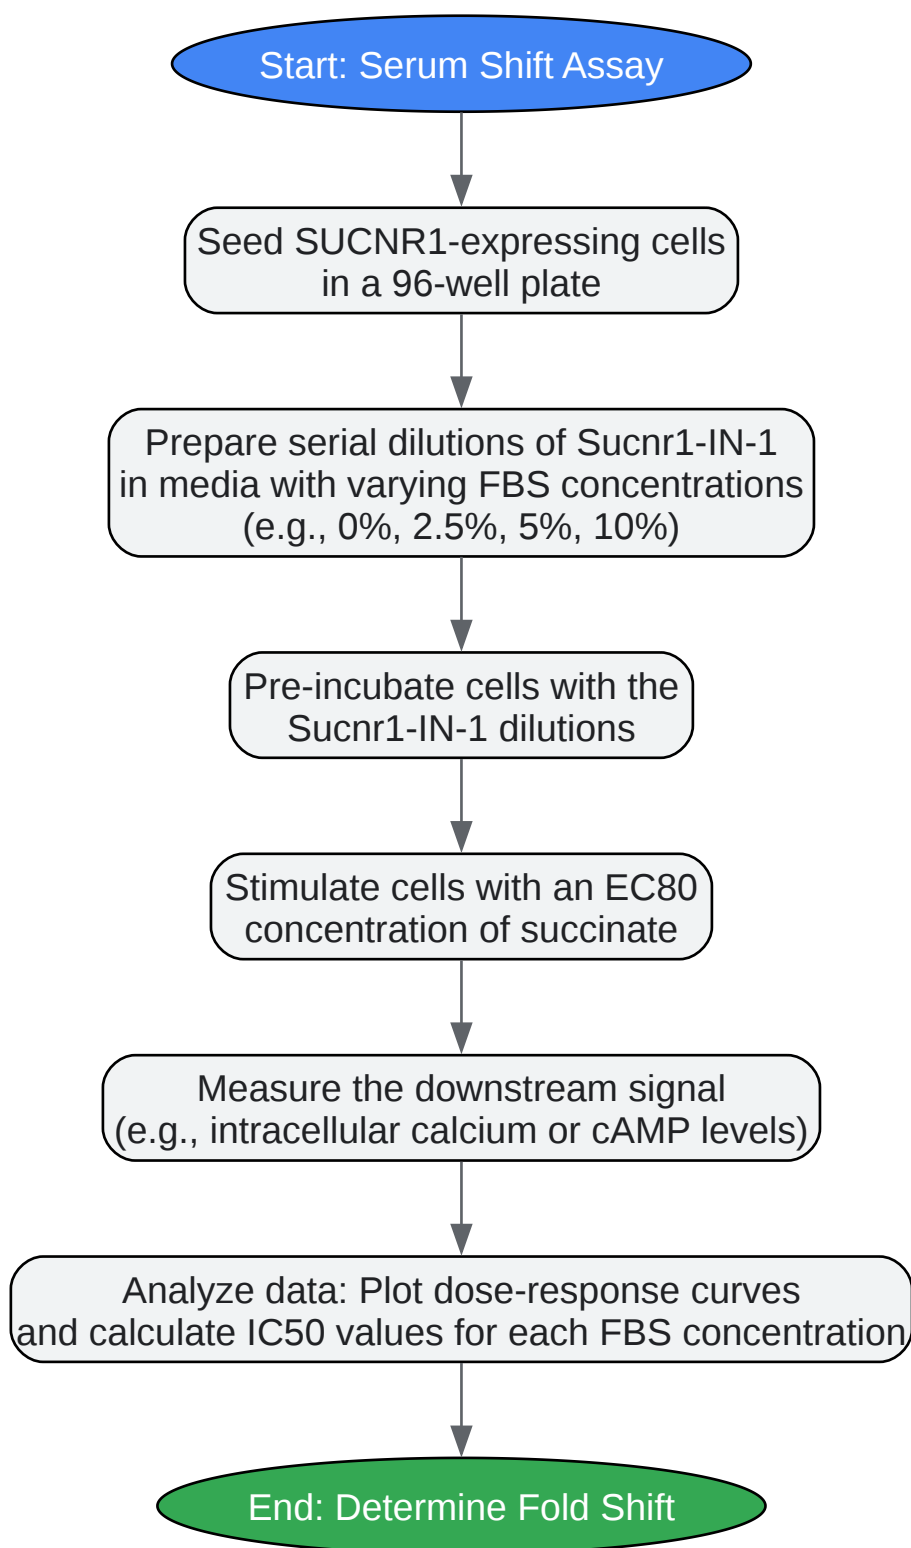 Start: Serum Shift Assay
Seed SUCNR1-expressing cells
in a 96-well plate
Prepare serial dilutions of Sucnr1-IN-1
in media with varying FBS concentrations
(e.g., 0%, 2.5%, 5%, 10%)
Pre-incubate cells with the
Sucnr1-IN-1 dilutions
Stimulate cells with an EC80
concentration of succinate
Measure the downstream signal
(e.g., intracellular calcium or cAMP levels)
Analyze data: Plot dose-response curves
and calculate IC50 values for each FBS concentration
End: Determine Fold Shift